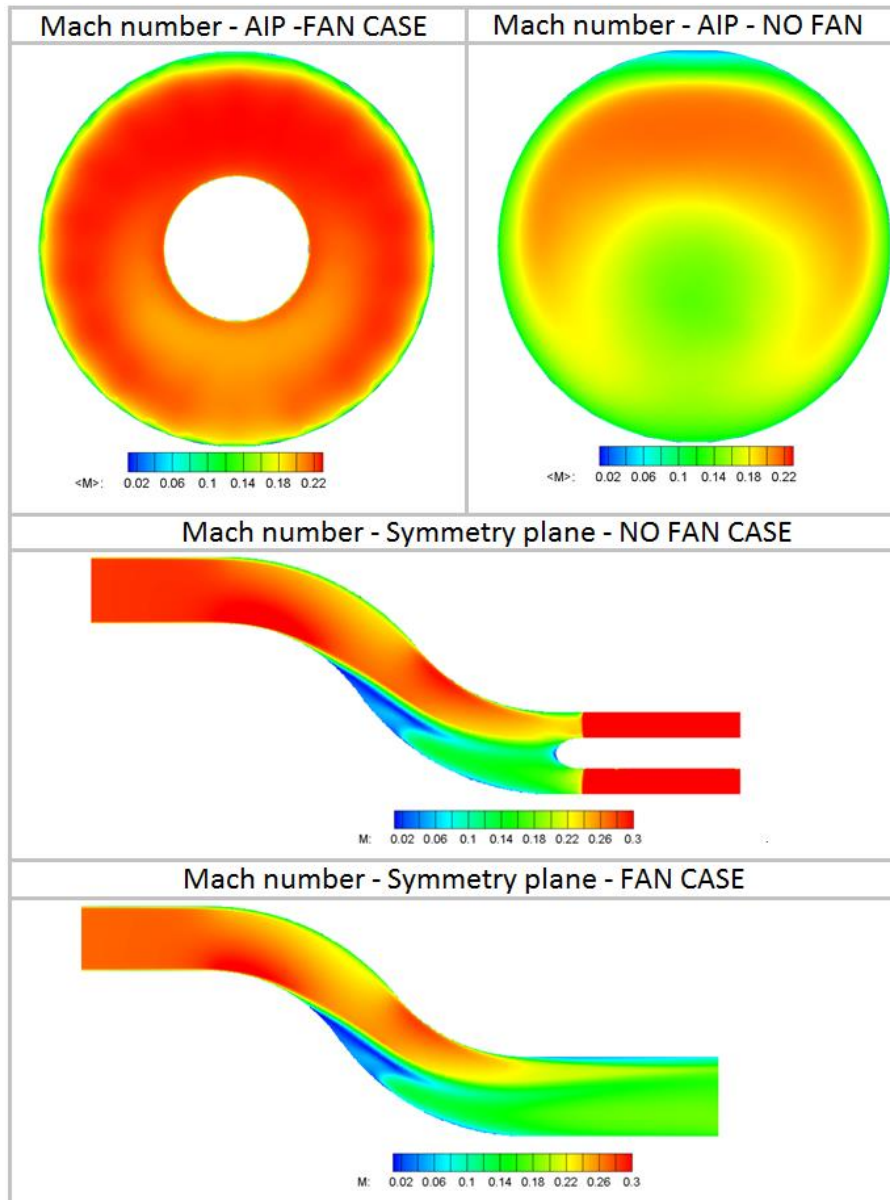 Mach number - AIP -FAN CASE
Mach number - AIP - NO FAN
<M>: 0.02 0.06 0.1 0.14 0.18 0.22
<M>: 0.02 0.06 0.1 0.14 0.18 0.22
Mach number - Symmetry plane - NO FAN CASE
M: 0.02 0.06 0.1 0.14 0.18 0.22 0.26 0.3
Mach number - Symmetry plane - FAN CASE
M: 0.02 0.06 0.1 0.14 0.18 0.22 0.26 0.3